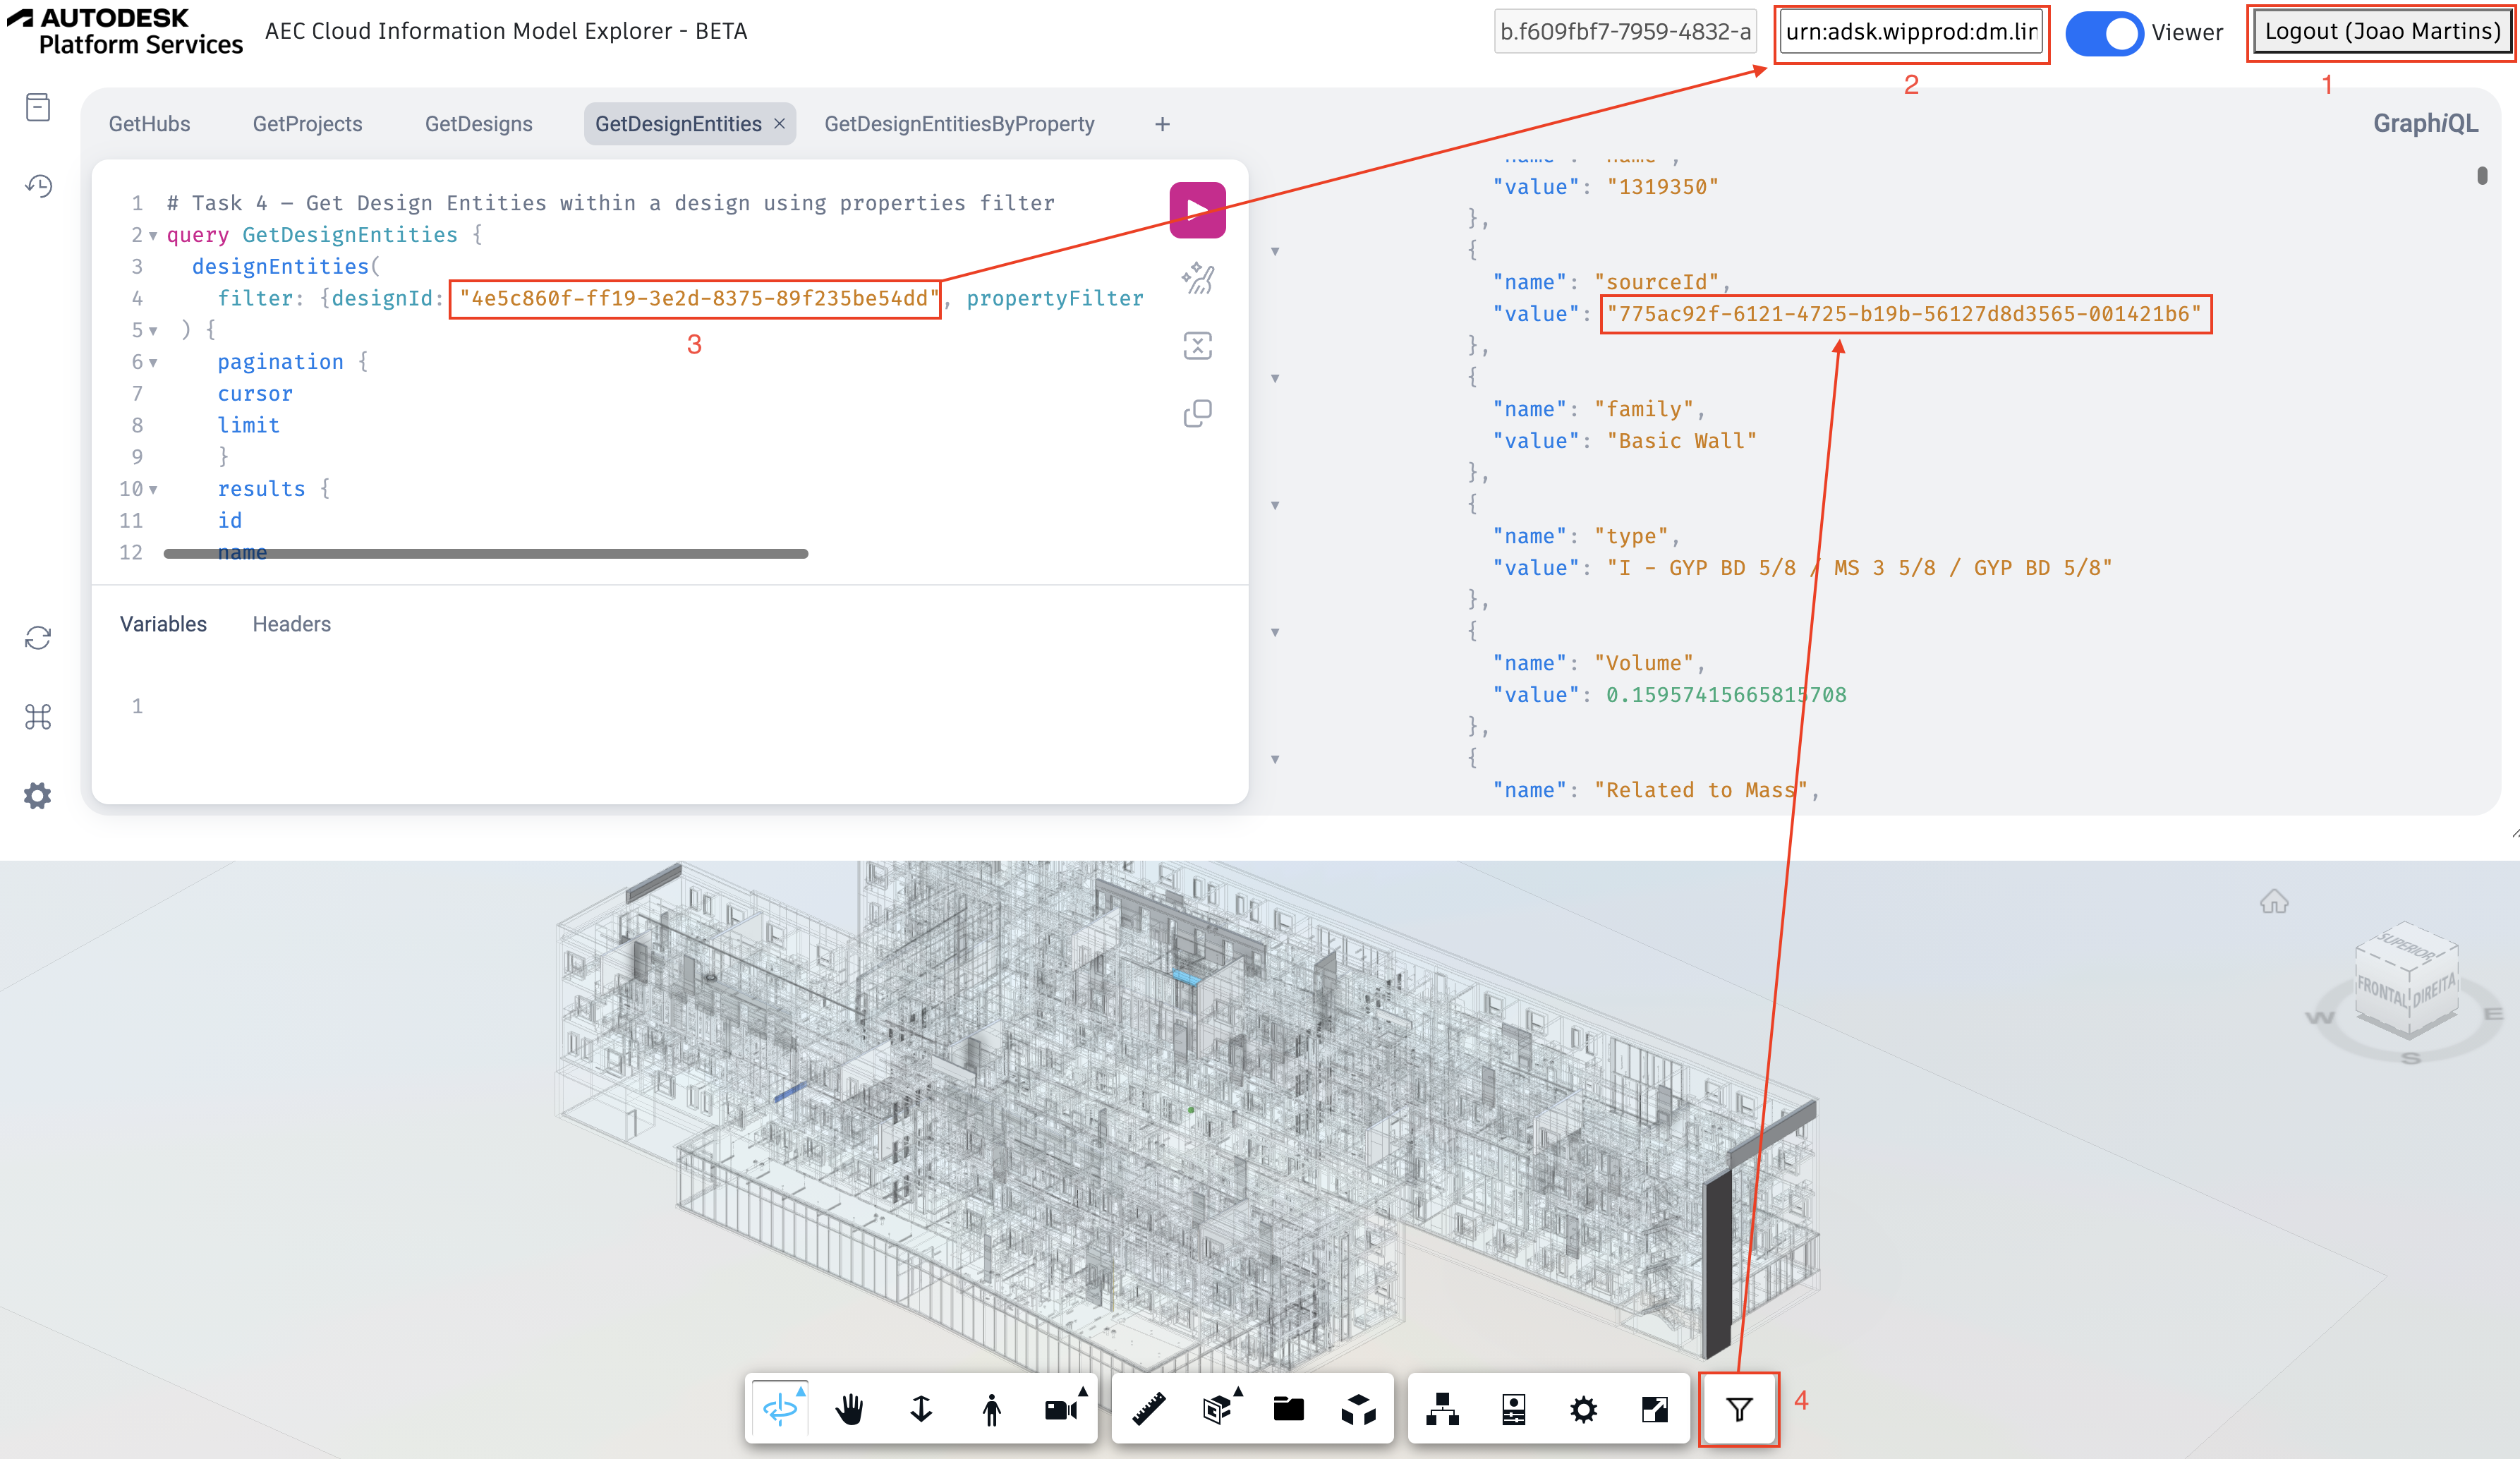 AUTODESK
Platform Services
AEC Cloud Information Model Explorer - BETA
b.f609fbf7-7959-4832-a
urn:adsk.wipprod:dm.lin
Viewer
Logout (Joao Martins)
2
1
GetHubs
GetProjects
GetDesigns
GetDesignEntities ×
GetDesignEntitiesByProperty
+
GraphiQL
1 # Task 4 – Get Design Entities within a design using properties filter
2 query GetDesignEntities {
3 designEntities(
4 filter: {designId: "4e5c860f-ff19-3e2d-8375-89f235be54dd", propertyFilter
5 ) {
6 pagination {
7 cursor
8 limit
9 }
10 results {
11 id
12 name
3
Variables
Headers
1
"name": "name",
"value": "1319350"
},
{
"name": "sourceId",
"value": "775ac92f-6121-4725-b19b-56127d8d3565-001421b6"
},
{
"name": "family",
"value": "Basic Wall"
},
{
"name": "type",
"value": "I - GYP BD 5/8 / MS 3 5/8 / GYP BD 5/8"
},
{
"name": "Volume",
"value": 0.15957415665815708
},
{
"name": "Related to Mass",
SUPERIOR
FRONTAL
DIREITA
W
E
S
4